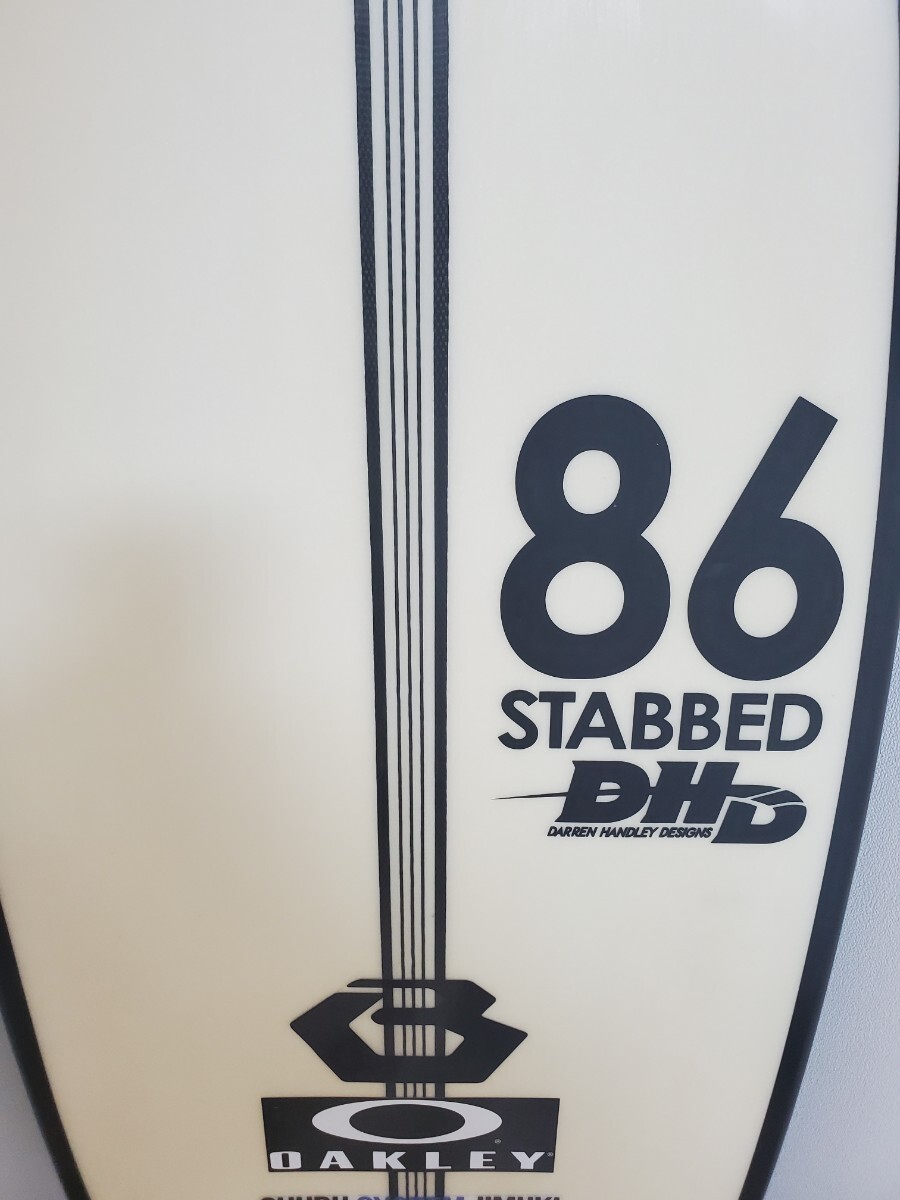 86
STABBED
DHD
DARREN HANDLEY DESIGNS
OAKLEY